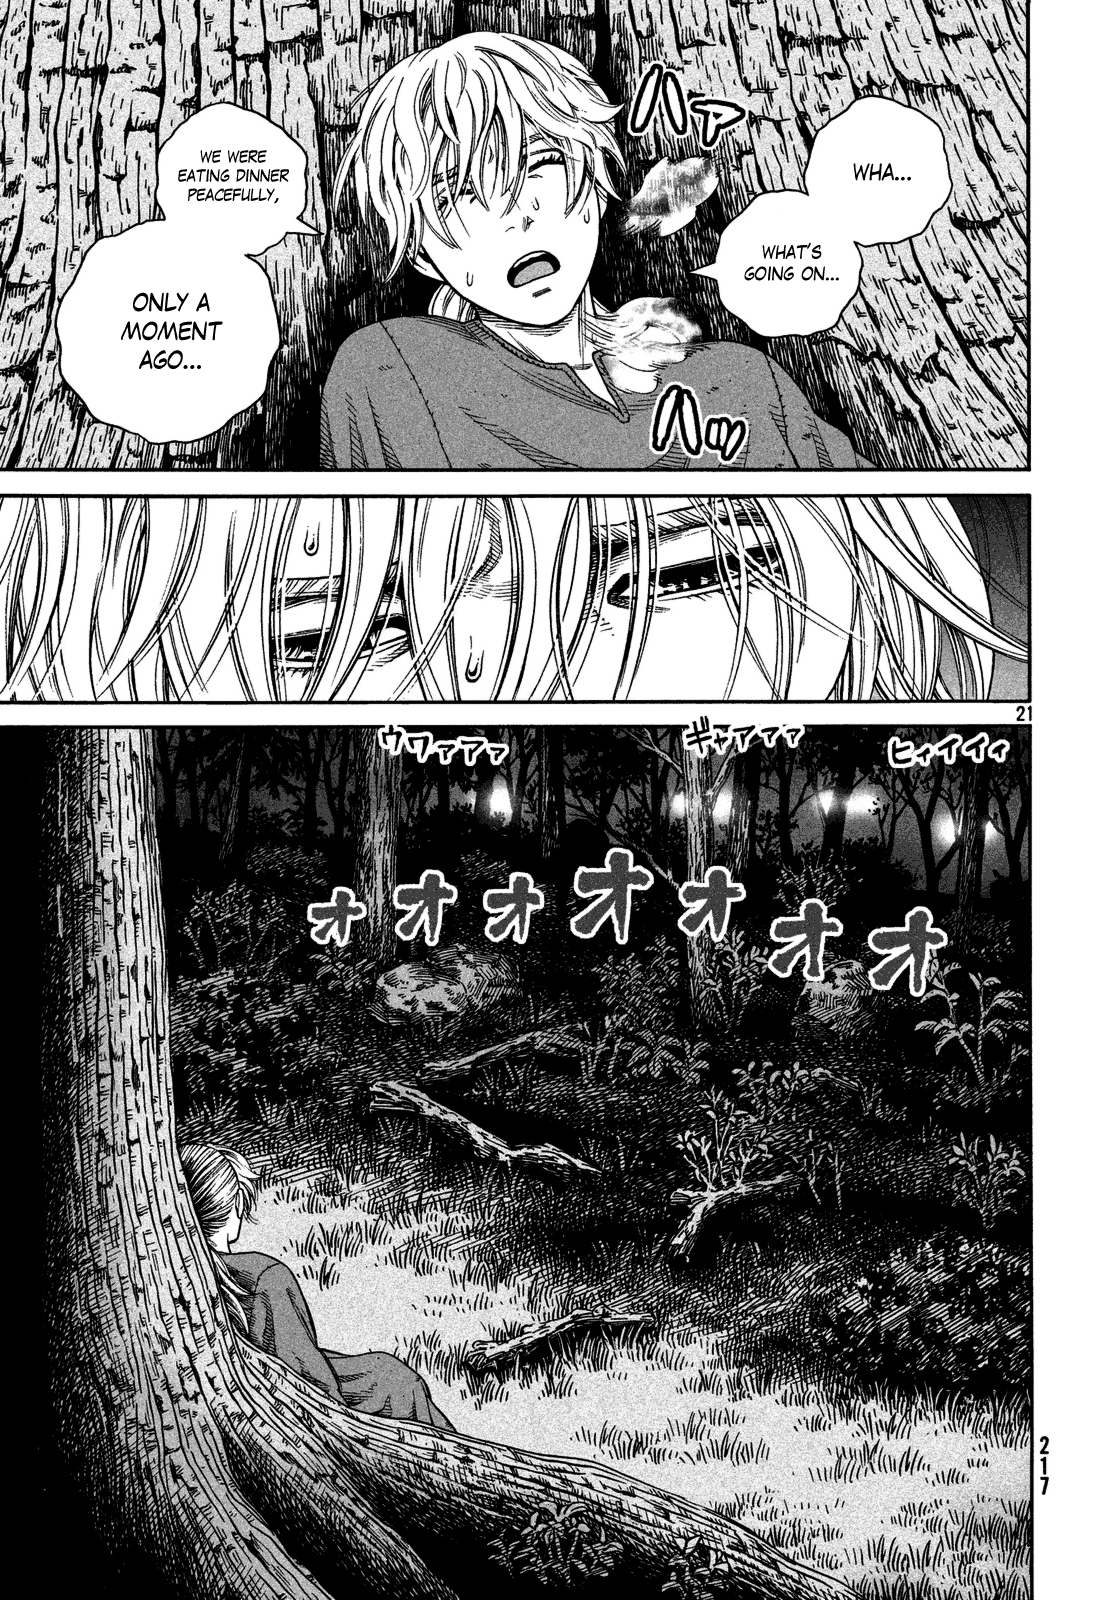 ハァ
WHA...
WHAT'S
GOING ON...
ハッ
WE WERE
EATING DINNER
PEACEFULLY,
ONLY A
MOMENT
AGO...
21
ヒィイイィ
ギャアァァ
ウワァアァ
オオオオオオオ
217